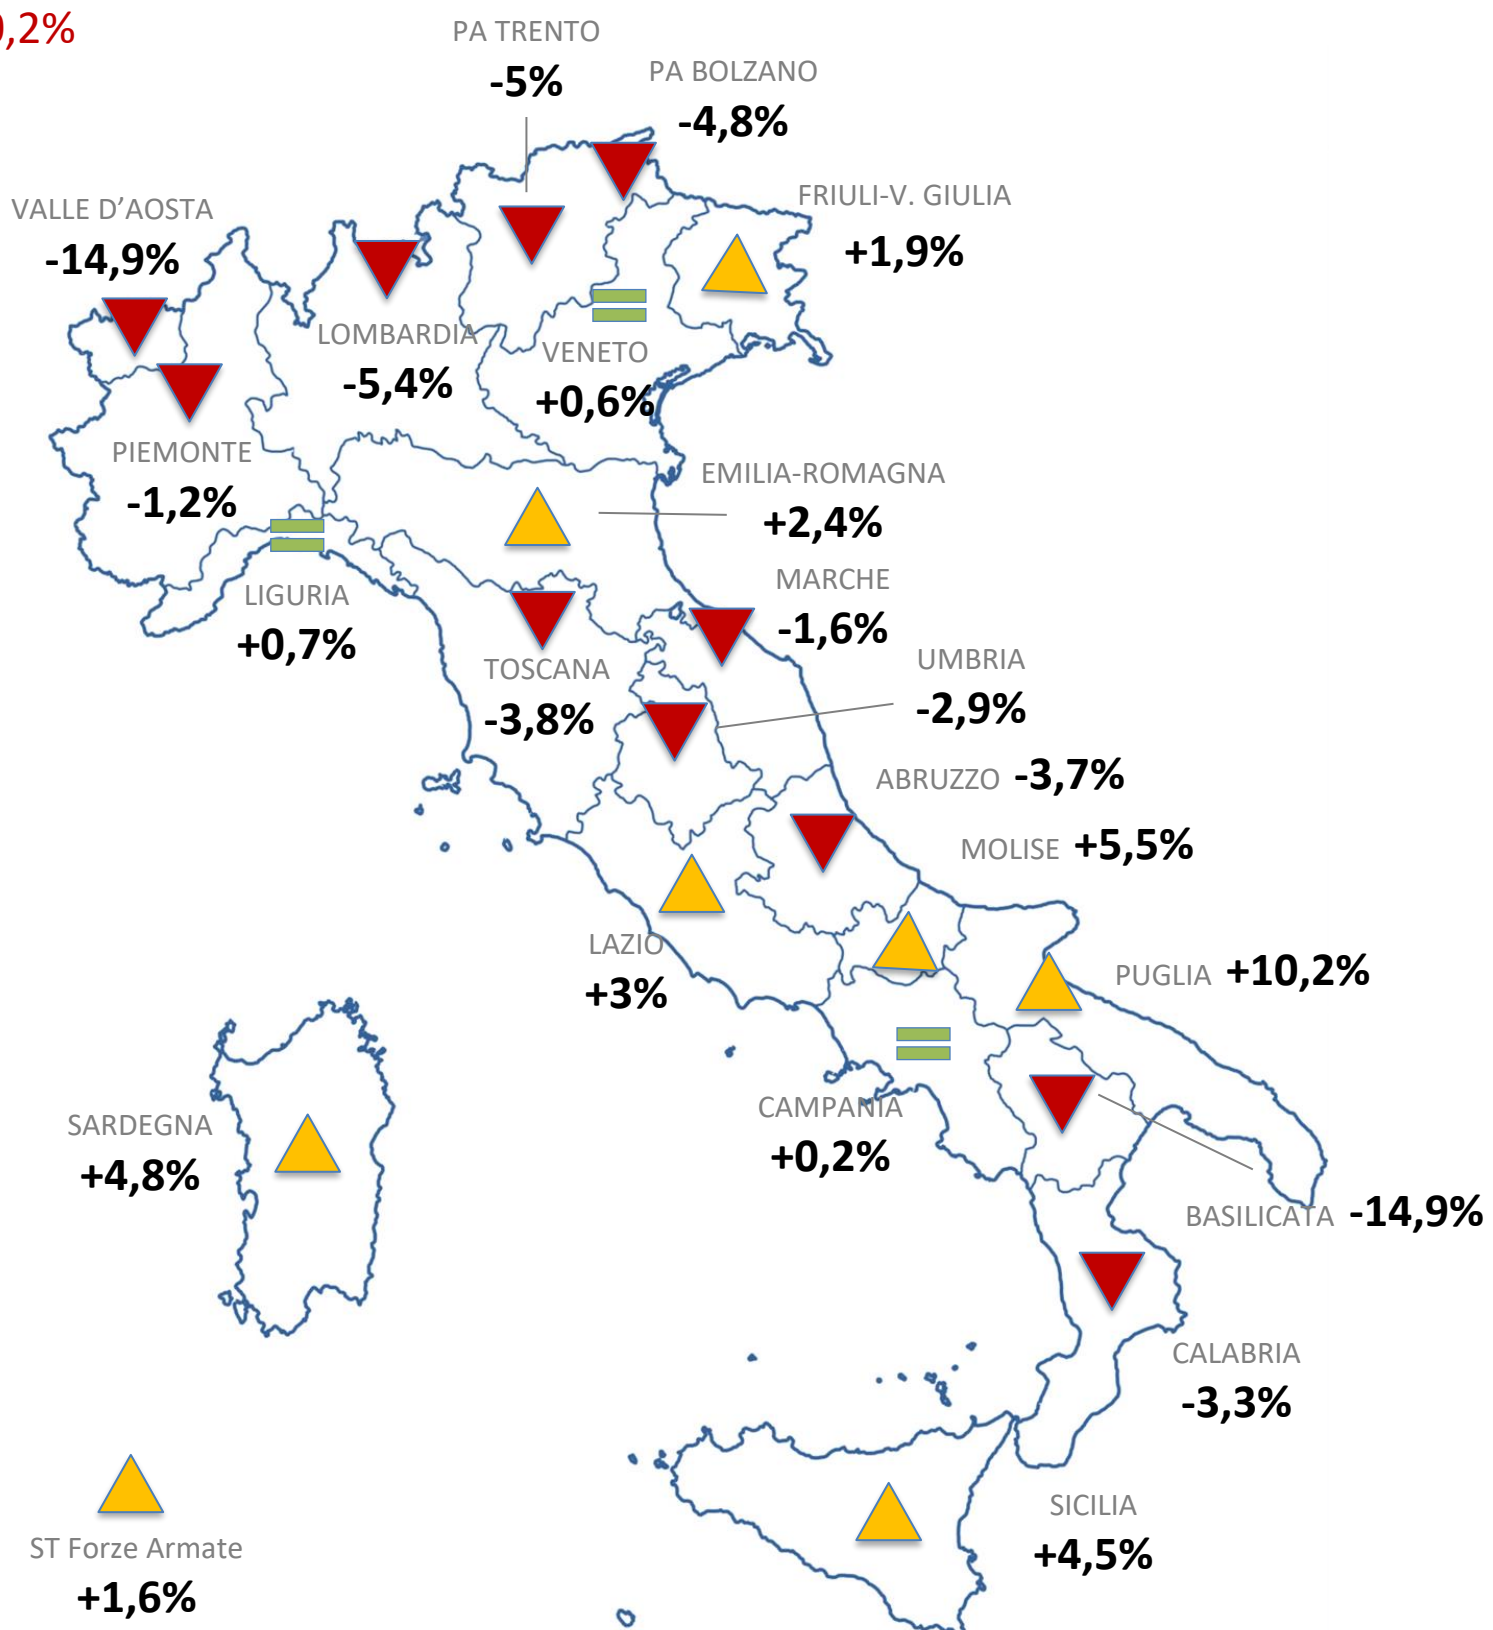 0,2%
PA TRENTO
-5%
PA BOLZANO
-4,8%
VALLE D’AOSTA
-14,9%
FRIULI-V. GIULIA
+1,9%
LOMBARDIA
-5,4%
VENETO
+0,6%
PIEMONTE
-1,2%
EMILIA-ROMAGNA
+2,4%
LIGURIA
+0,7%
MARCHE
-1,6%
TOSCANA
-3,8%
UMBRIA
-2,9%
ABRUZZO -3,7%
MOLISE +5,5%
LAZIO
+3%
PUGLIA +10,2%
CAMPANIA
+0,2%
SARDEGNA
+4,8%
BASILICATA -14,9%
CALABRIA
-3,3%
SICILIA
+4,5%
ST Forze Armate
+1,6%